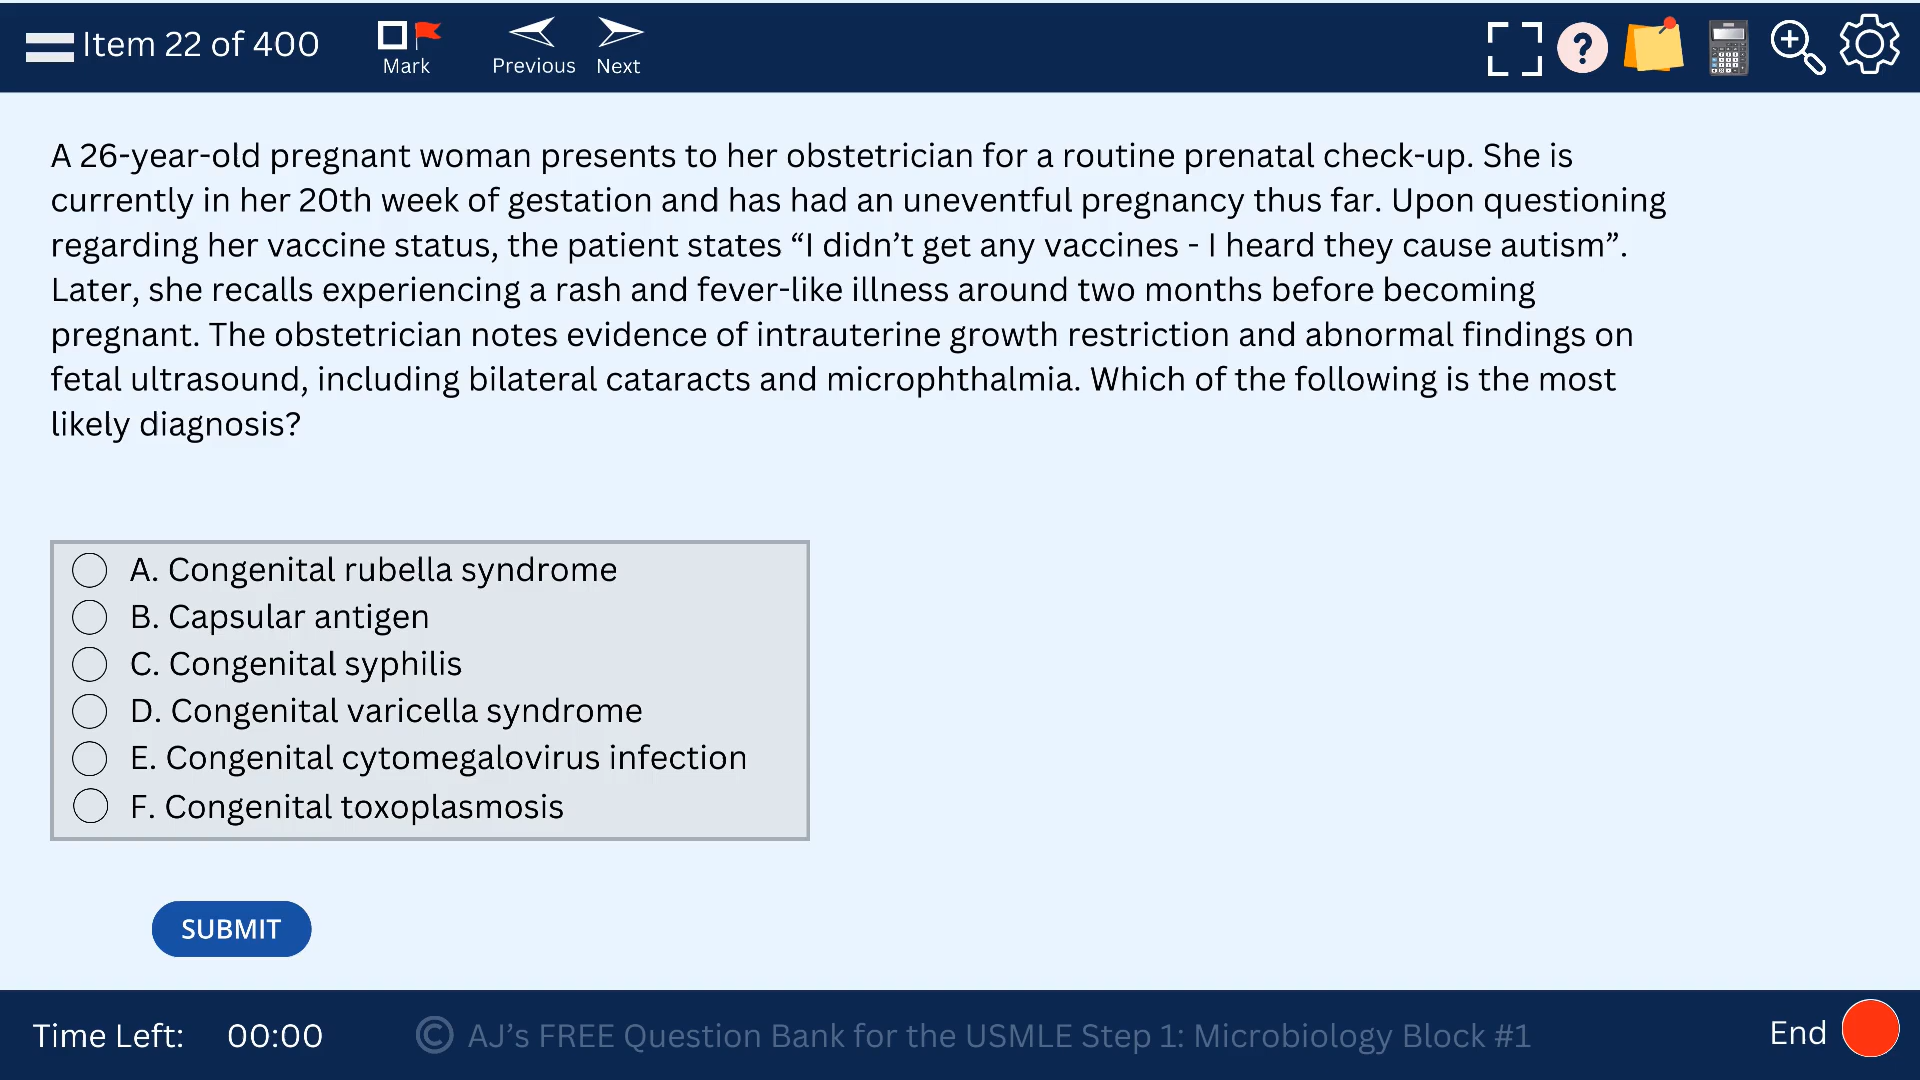 Item 22 of 400
Mark
Previous
Next
?
A 26-year-old pregnant woman presents to her obstetrician for a routine prenatal check-up. She is
currently in her 20th week of gestation and has had an uneventful pregnancy thus far. Upon questioning
regarding her vaccine status, the patient states “I didn’t get any vaccines - I heard they cause autism”.
Later, she recalls experiencing a rash and fever-like illness around two months before becoming
pregnant. The obstetrician notes evidence of intrauterine growth restriction and abnormal findings on
fetal ultrasound, including bilateral cataracts and microphthalmia. Which of the following is the most
likely diagnosis?
A. Congenital rubella syndrome
B. Capsular antigen
C. Congenital syphilis
D. Congenital varicella syndrome
E. Congenital cytomegalovirus infection
F. Congenital toxoplasmosis
SUBMIT
Time Left: 00:00
© AJ’s FREE Question Bank for the USMLE Step 1: Microbiology Block #1
End